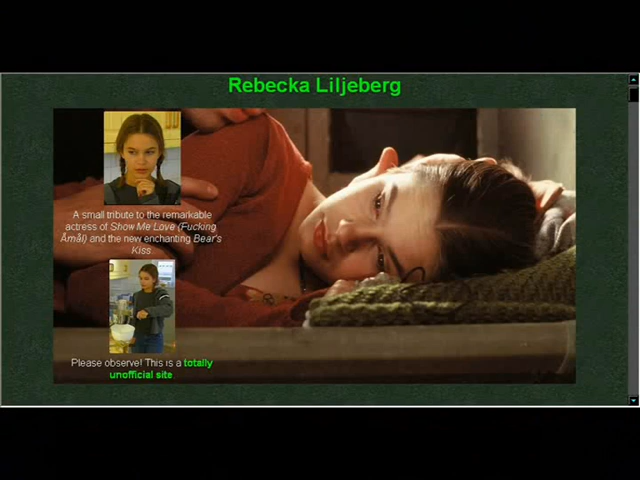 Rebecka Liljeberg
A small tribute to the remarkable
actress of Show Me Love (Fucking
Åmål) and the new enchanting Bear's
Kiss
Please observe! This is a totally
unofficial site